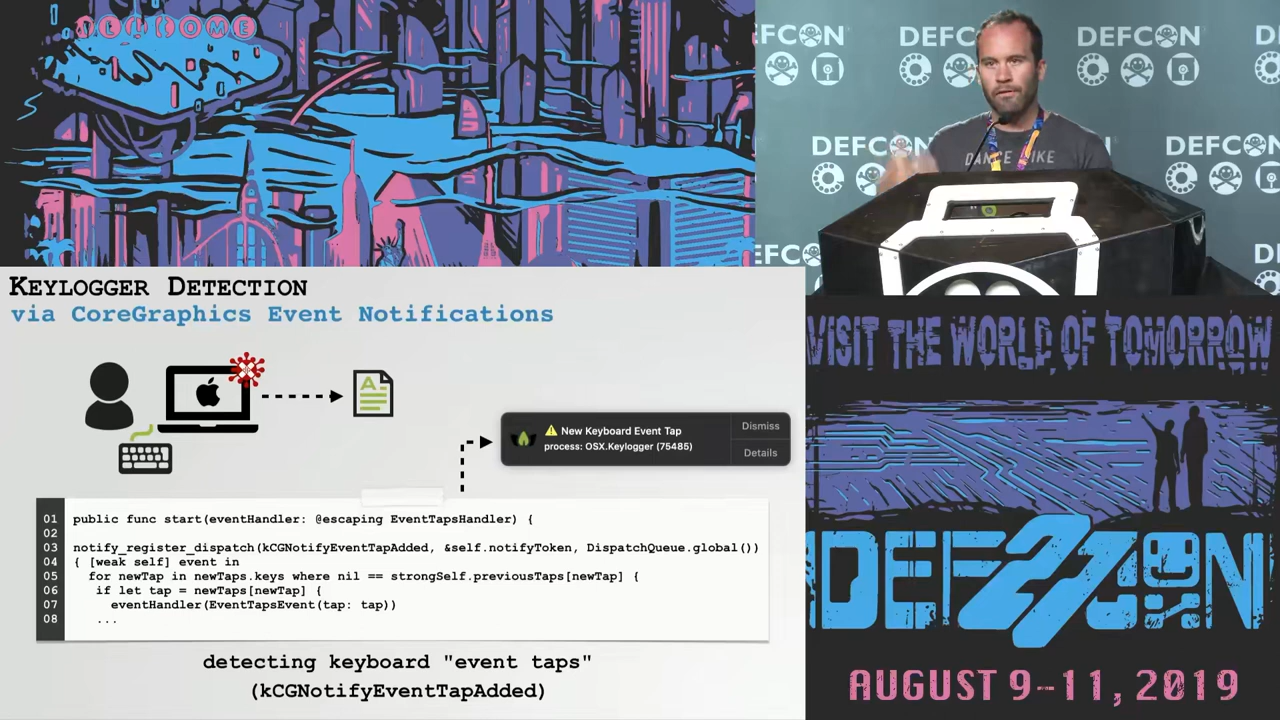 WELCOME
DEFCON
DEFCON
DEFCON
DEFCON
DEFCON
DEFCON
DANCE LIKE
KEYLOGGER DETECTION
via CoreGraphics Event Notifications
A
⚠ New Keyboard Event Tap
process: OSX.Keylogger (75485)
Dismiss
Details
01 public func start(eventHandler: @escaping EventTapsHandler) {
02
03 notify_register_dispatch(kCGNotifyEventTapAdded, &self.notifyToken, DispatchQueue.global())
04 { [weak self] event in
05 for newTap in newTaps.keys where nil == strongSelf.previousTaps[newTap] {
06 if let tap = newTaps[newTap] {
07 eventHandler(EventTapsEvent(tap: tap))
08 ...
detecting keyboard "event taps"
(kCGNotifyEventTapAdded)
VISIT THE WORLD OF TOMORROW
DEF27CON
AUGUST 9-11, 2019